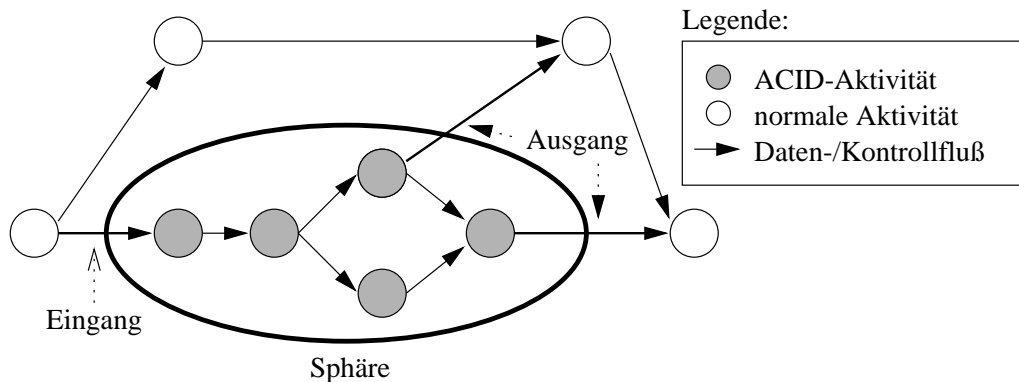 Legende:
ACID-Aktivität
normale Aktivität
Daten-/Kontrollfluß
Ausgang
Eingang
Sphäre